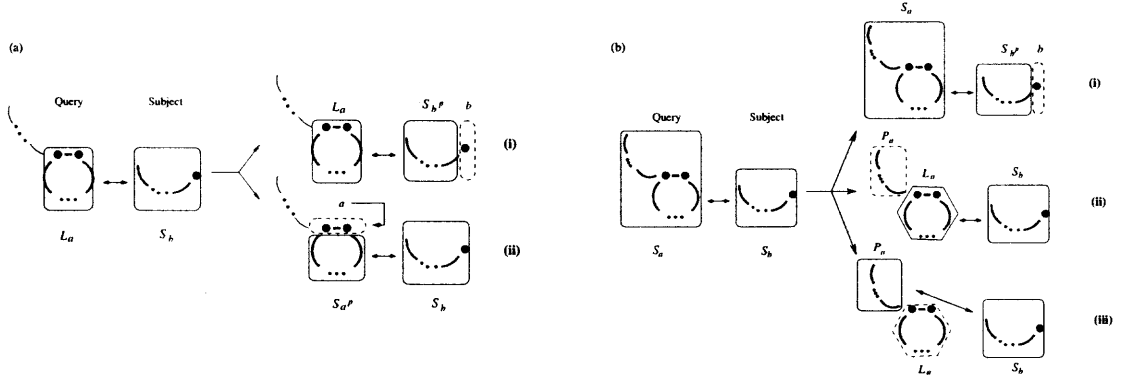 (a)
Query Subject
L_a S_b
L_a S_b^p b
(i)
a
(ii)
S_a^p S_b
(b)
Query Subject
S_a S_b
S_a
S_b^p b
(i)
P_a
L_a S_b
(ii)
P_a
(iii)
L_a S_b